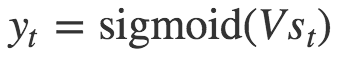 y_t = sigmoid(Vs_t)